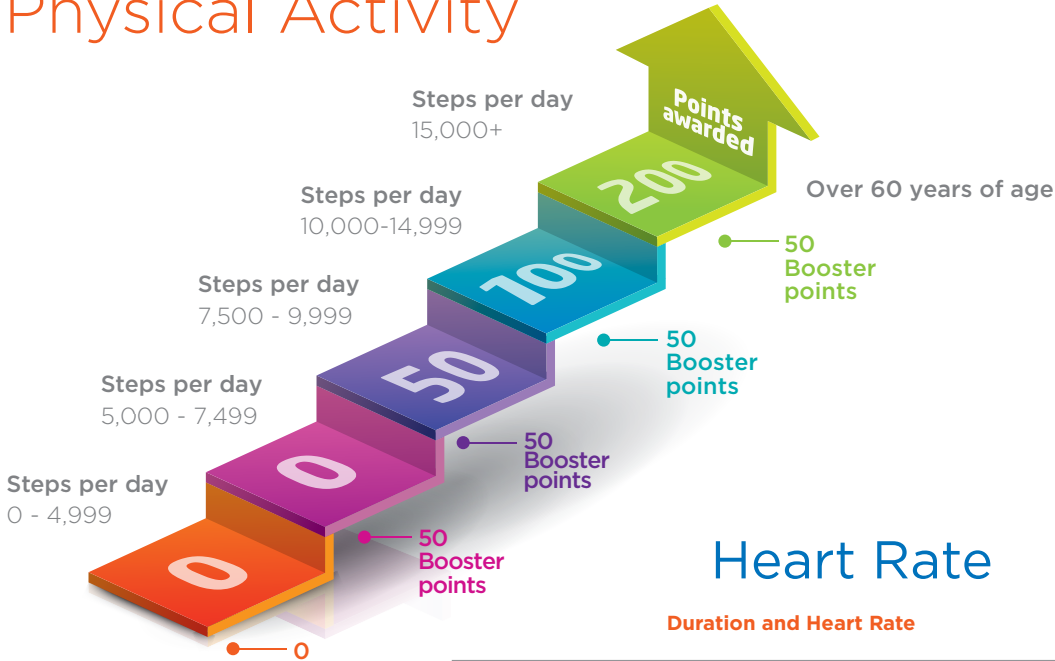 Physical Activity
Steps per day
15,000+
Points
awarded
200
Over 60 years of age
50
Booster
points
Steps per day
10,000-14,999
100
50
Booster
points
Steps per day
7,500 - 9,999
50
50
Booster
points
Steps per day
5,000 - 7,499
0
50
Booster
points
Steps per day
0 - 4,999
0
0
Heart Rate
Duration and Heart Rate